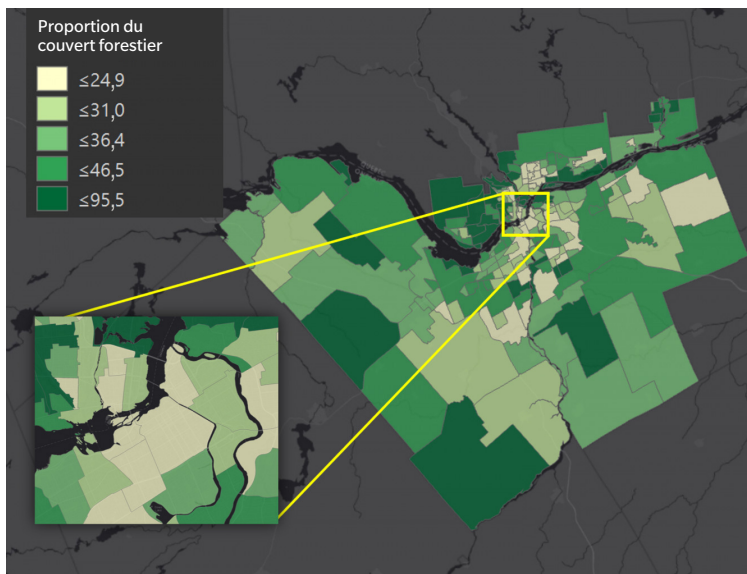 Proportion du
couvert forestier
≤24,9
≤31,0
≤36,4
≤46,5
≤95,5